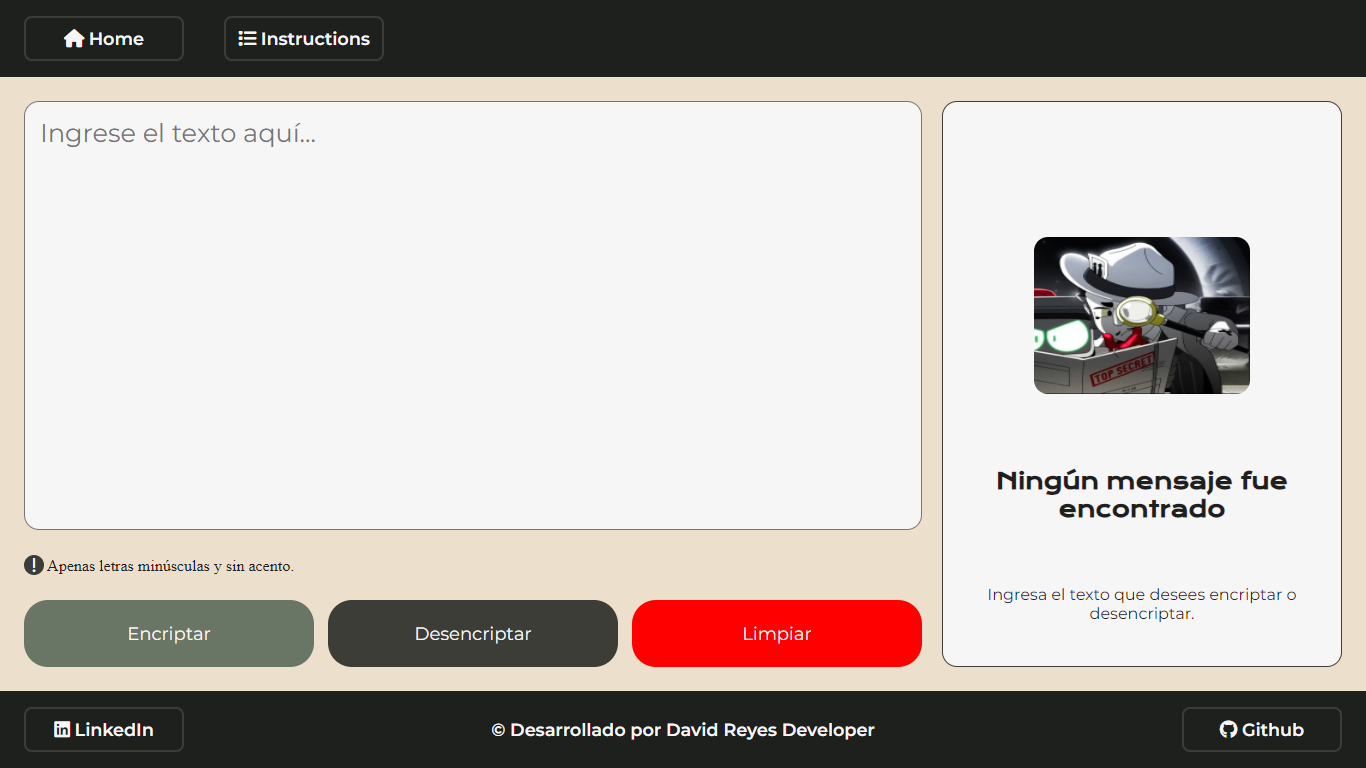 Home
Instructions
Ingrese el texto aquí...
TOP SECRET
Ningún mensaje fue
encontrado
Ingresa el texto que desees encriptar o
desencriptar.
! Apenas letras minúsculas y sin acento.
Encriptar
Desencriptar
Limpiar
LinkedIn
© Desarrollado por David Reyes Developer
Github